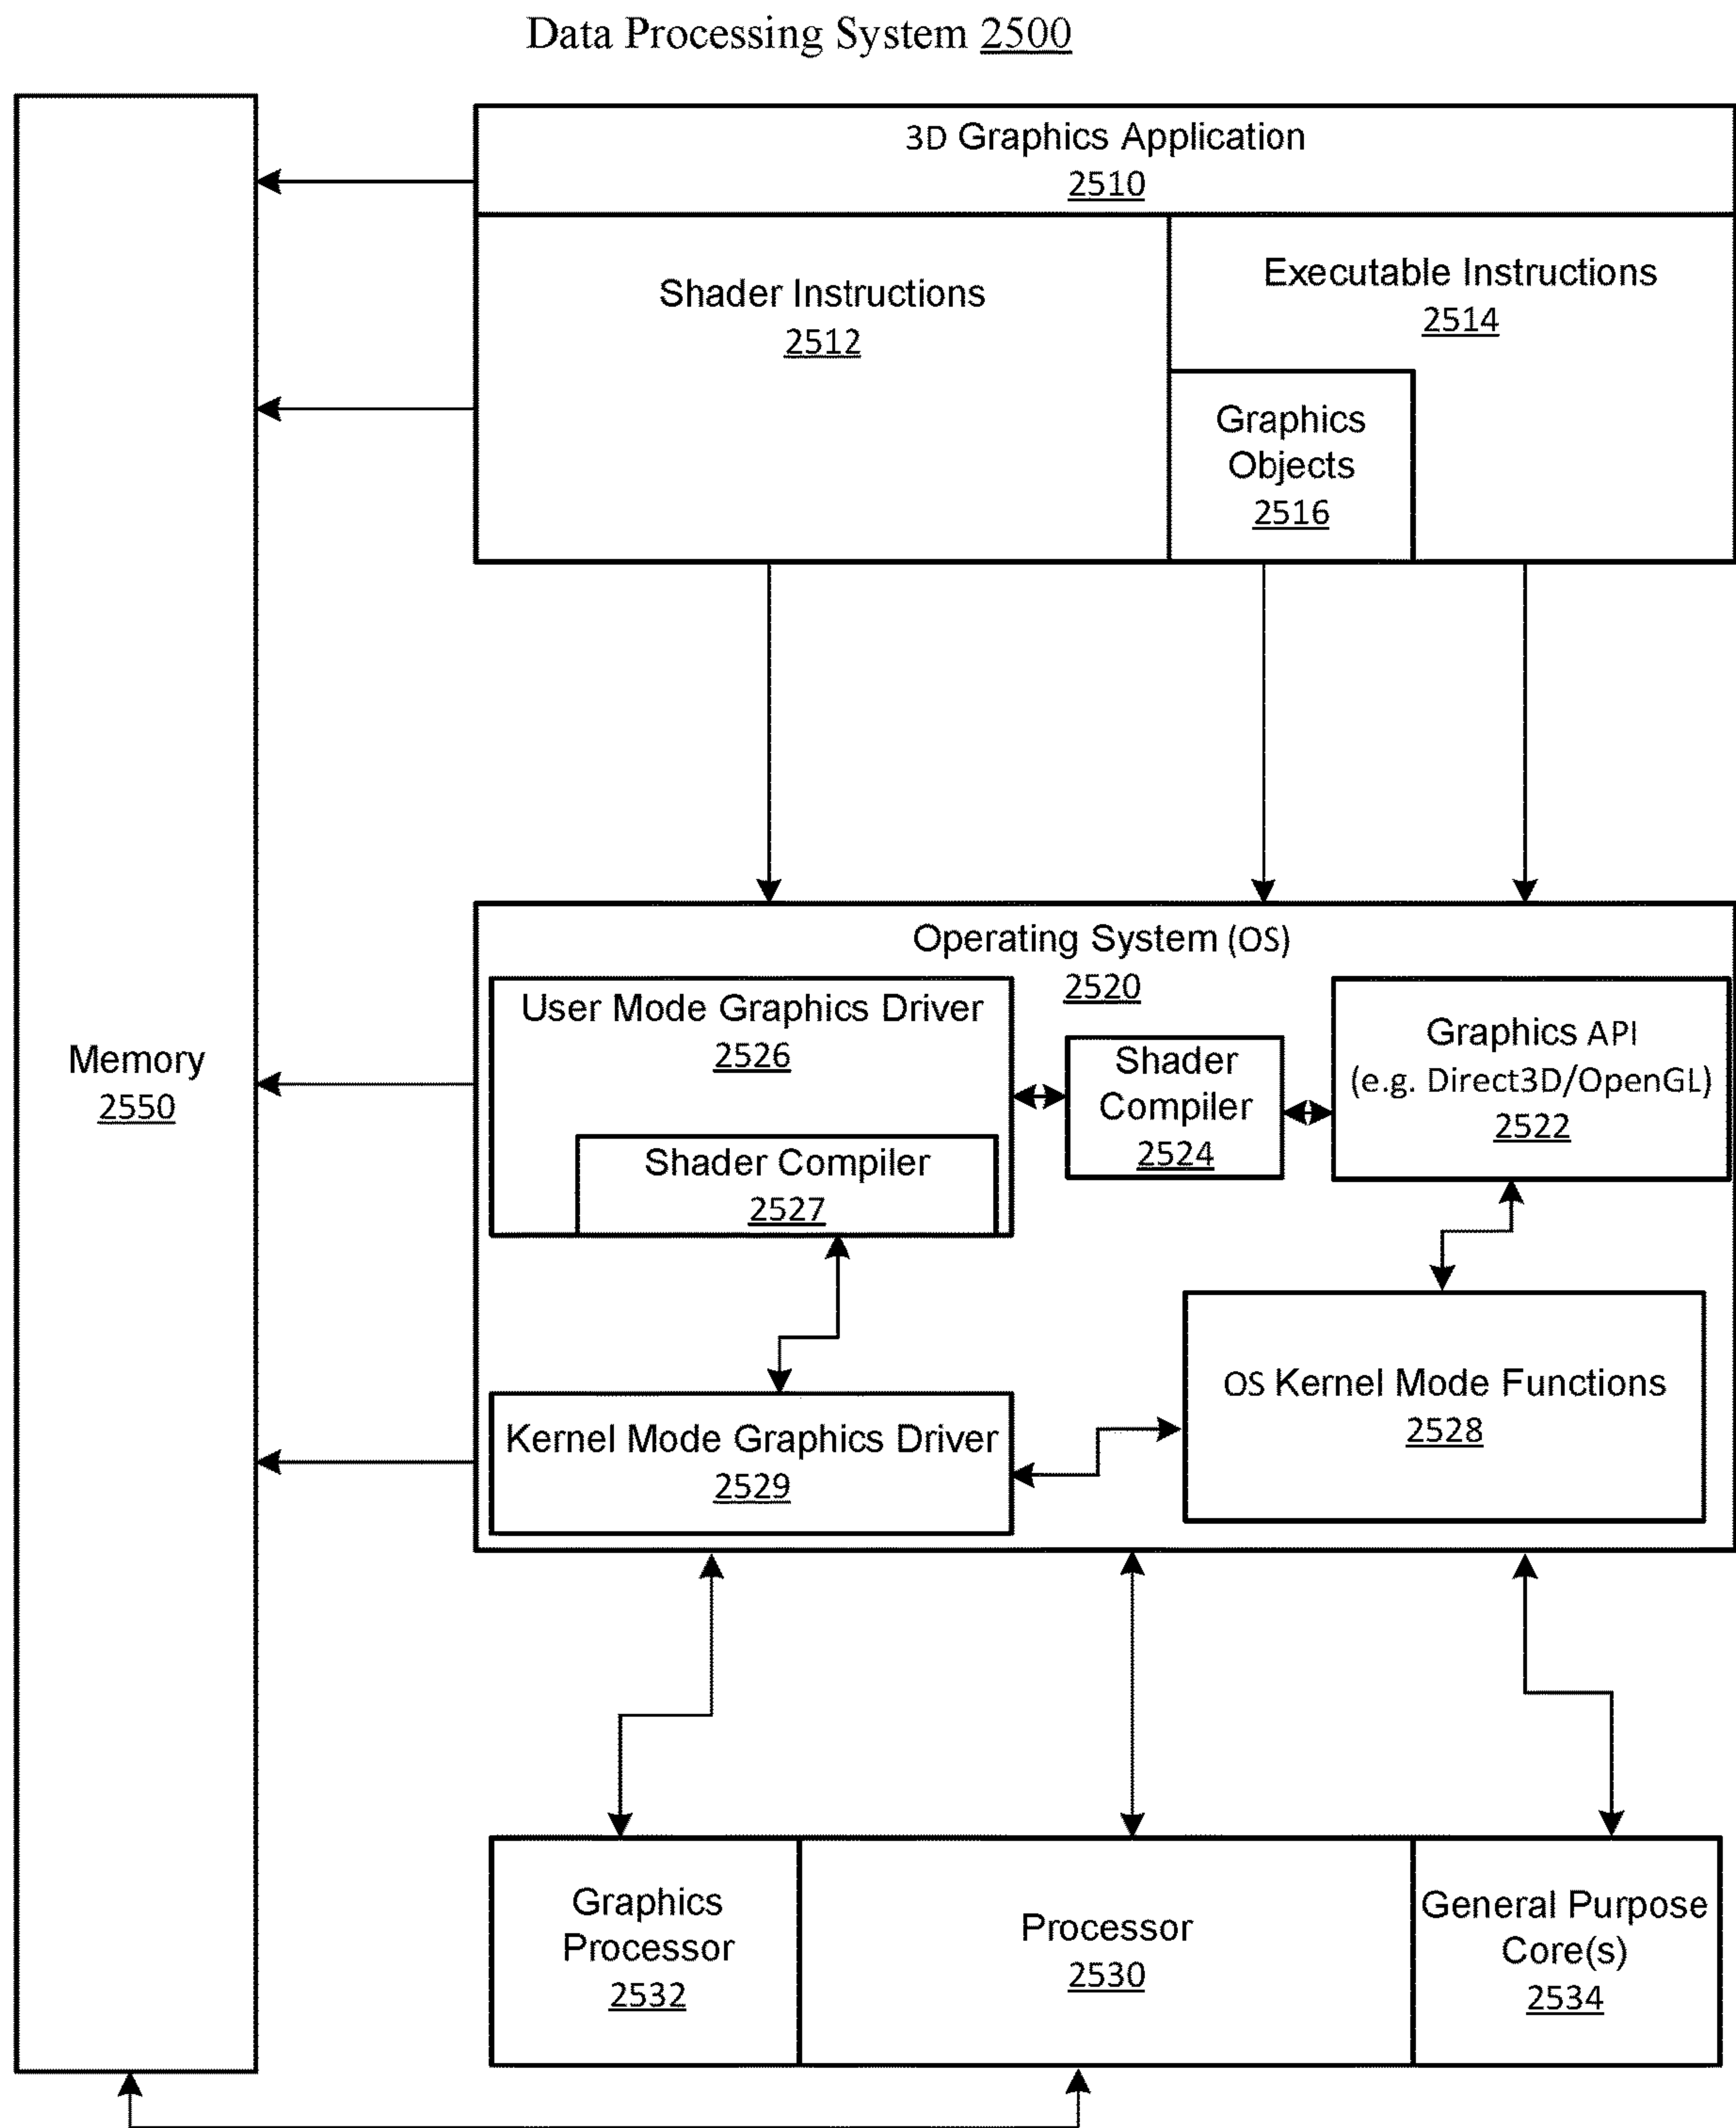 Data Processing System 2500
3D Graphics Application
2510
Shader Instructions
2512
Executable Instructions
2514
Graphics
Objects
2516
Memory
2550
Operating System (OS)
2520
User Mode Graphics Driver
2526
Shader Compiler
2527
Shader
Compiler
2524
Graphics API
(e.g. Direct3D/OpenGL)
2522
Kernel Mode Graphics Driver
2529
OS Kernel Mode Functions
2528
Graphics
Processor
2532
Processor
2530
General Purpose
Core(s)
2534